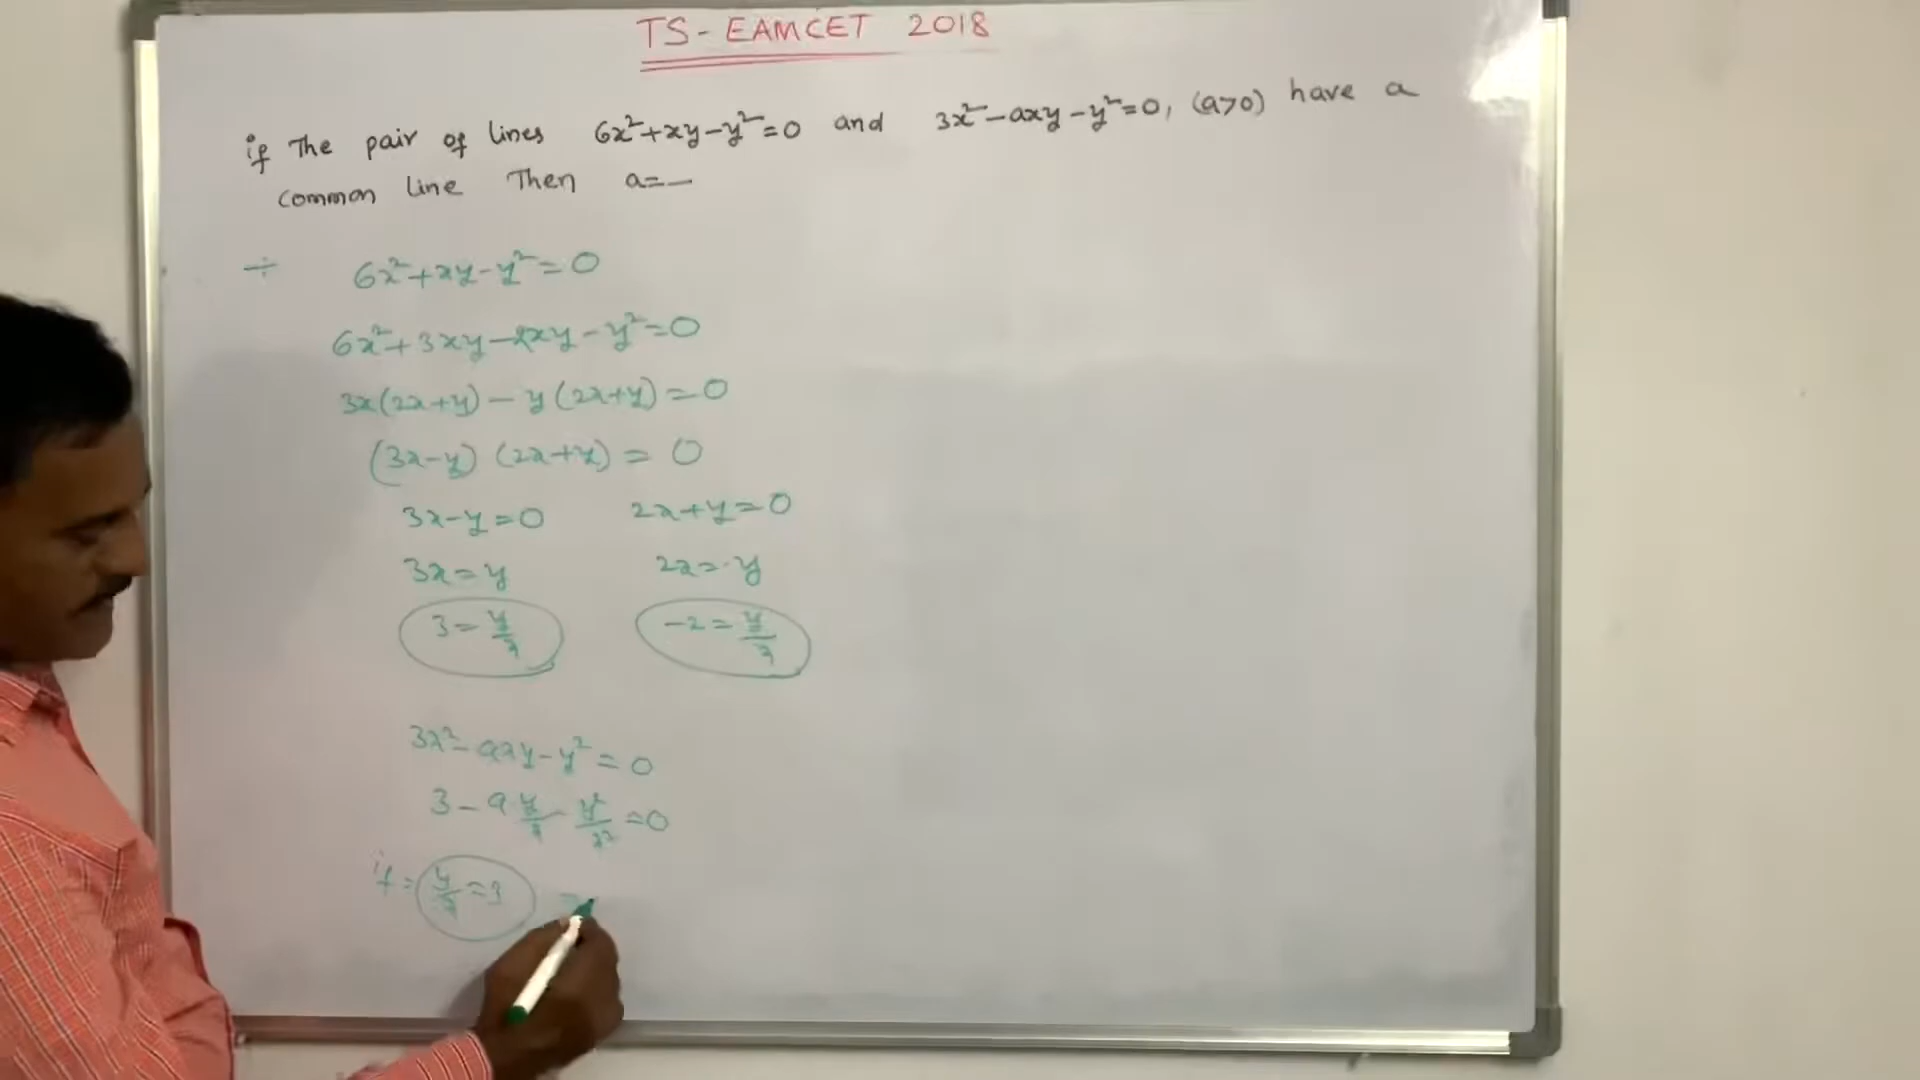 TS-EAMCET 2018
if The pair of lines 6x²+xy-y²=0 and 3x²-axy-y²=0, (a>0) have a
common line Then a=—
÷ 6x²+xy-y²=0
6x²+3xy-2xy-y²=0
3x(2x+y)-y(2x+y)=0
(3x-y) (2x+y) = 0
3x-y=0 2x+y=0
3x=y 2x=-y
3=y/x -2=y/x
3x²-axy-y²=0
3-a y/x - y²/x² =0
if = y/x=3